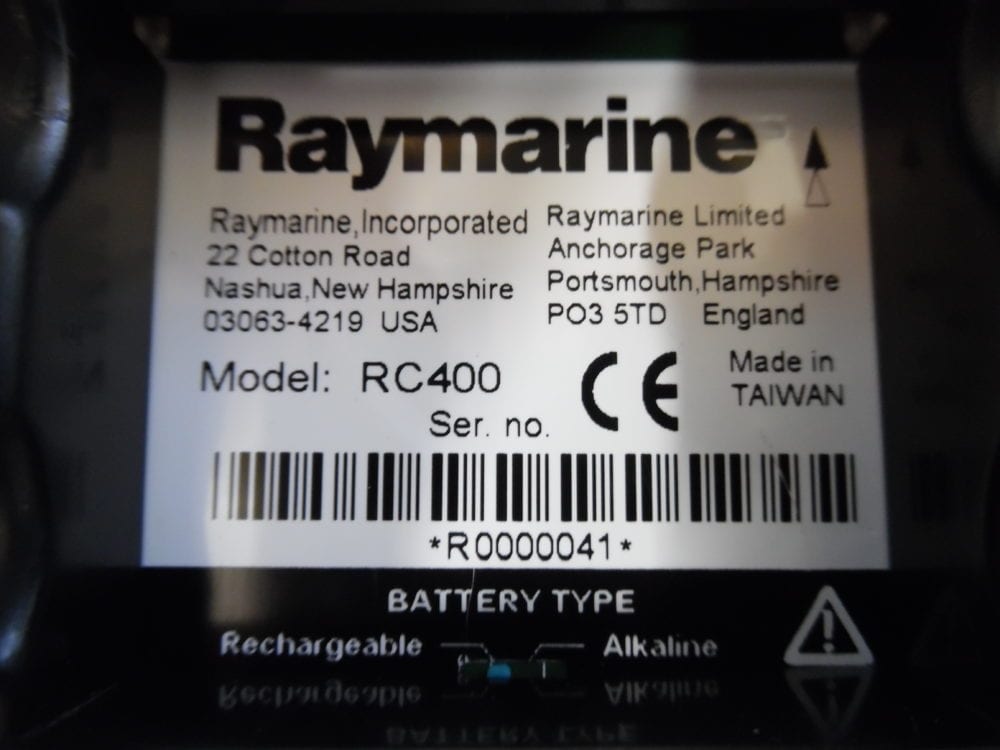 Raymarine
Raymarine,Incorporated
22 Cotton Road
Nashua,New Hampshire
03063-4219 USA
Raymarine Limited
Anchorage Park
Portsmouth,Hampshire
PO3 5TD England
Model: RC400
CE
Made in
TAIWAN
Ser. no.
*R0000041*
BATTERY TYPE
Rechargeable
Alkaline